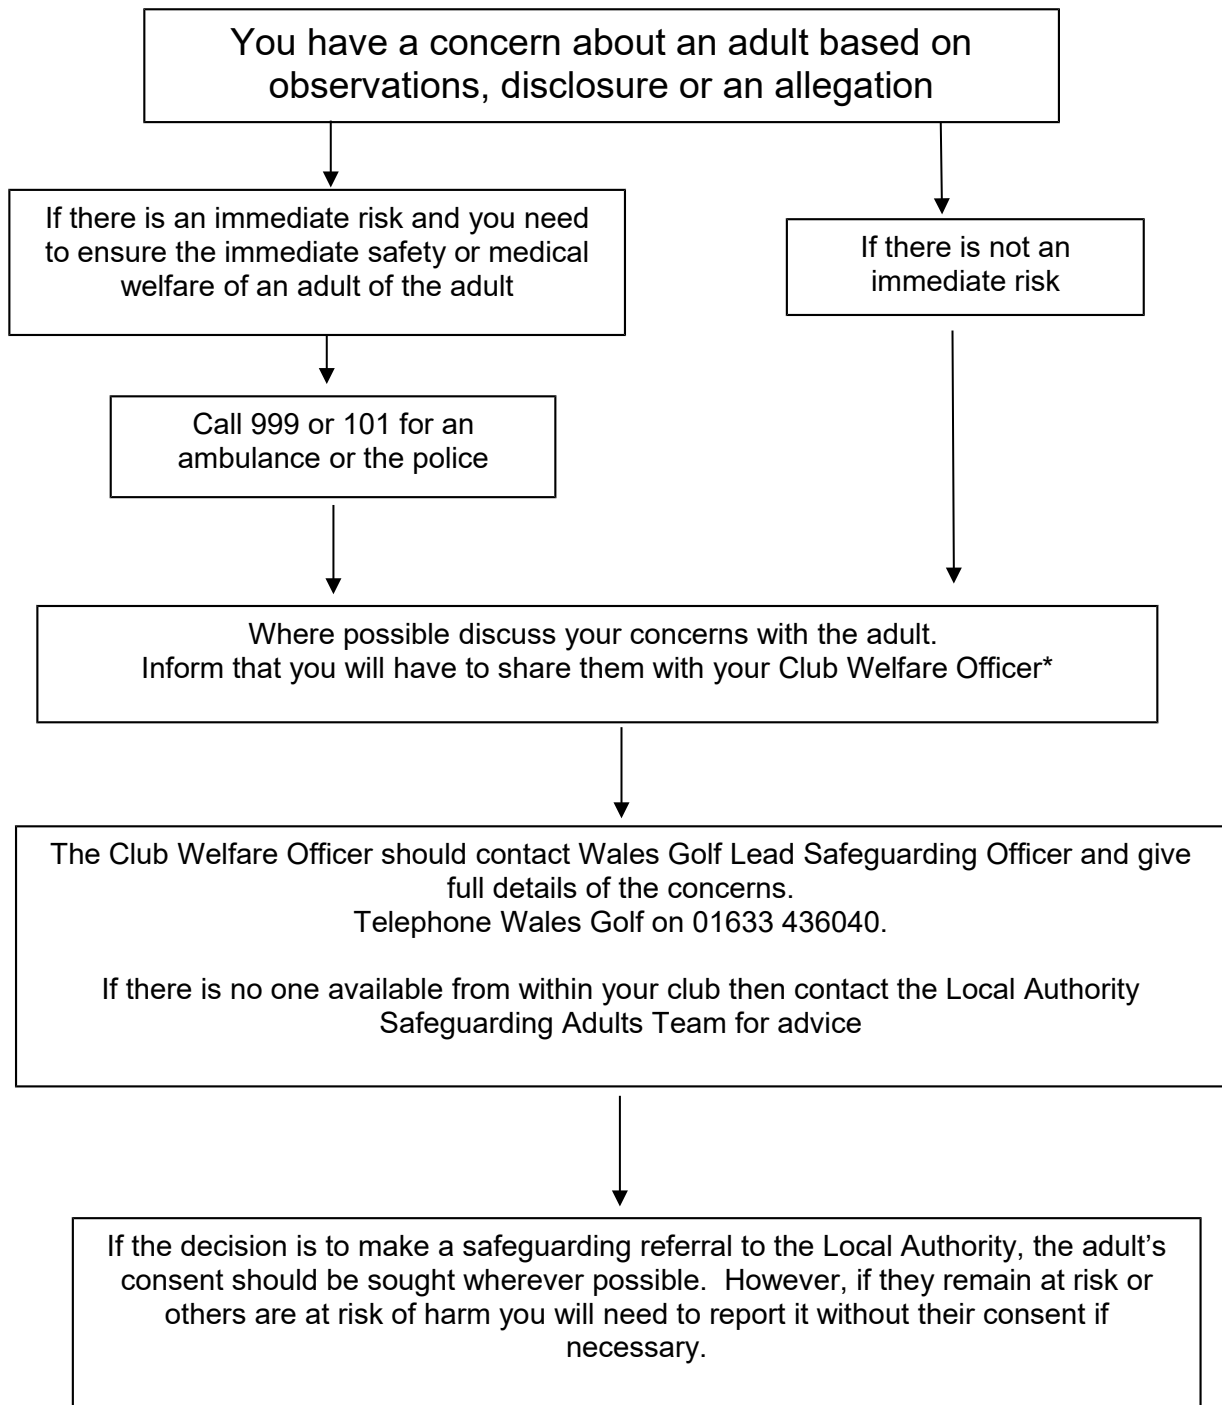 You have a concern about an adult based on
observations, disclosure or an allegation
If there is an immediate risk and you need
to ensure the immediate safety or medical
welfare of an adult of the adult
If there is not an
immediate risk
Call 999 or 101 for an
ambulance or the police
Where possible discuss your concerns with the adult.
Inform that you will have to share them with your Club Welfare Officer*
The Club Welfare Officer should contact Wales Golf Lead Safeguarding Officer and give
full details of the concerns.
Telephone Wales Golf on 01633 436040.
If there is no one available from within your club then contact the Local Authority
Safeguarding Adults Team for advice
If the decision is to make a safeguarding referral to the Local Authority, the adult’s
consent should be sought wherever possible.  However, if they remain at risk or
others are at risk of harm you will need to report it without their consent if
necessary.